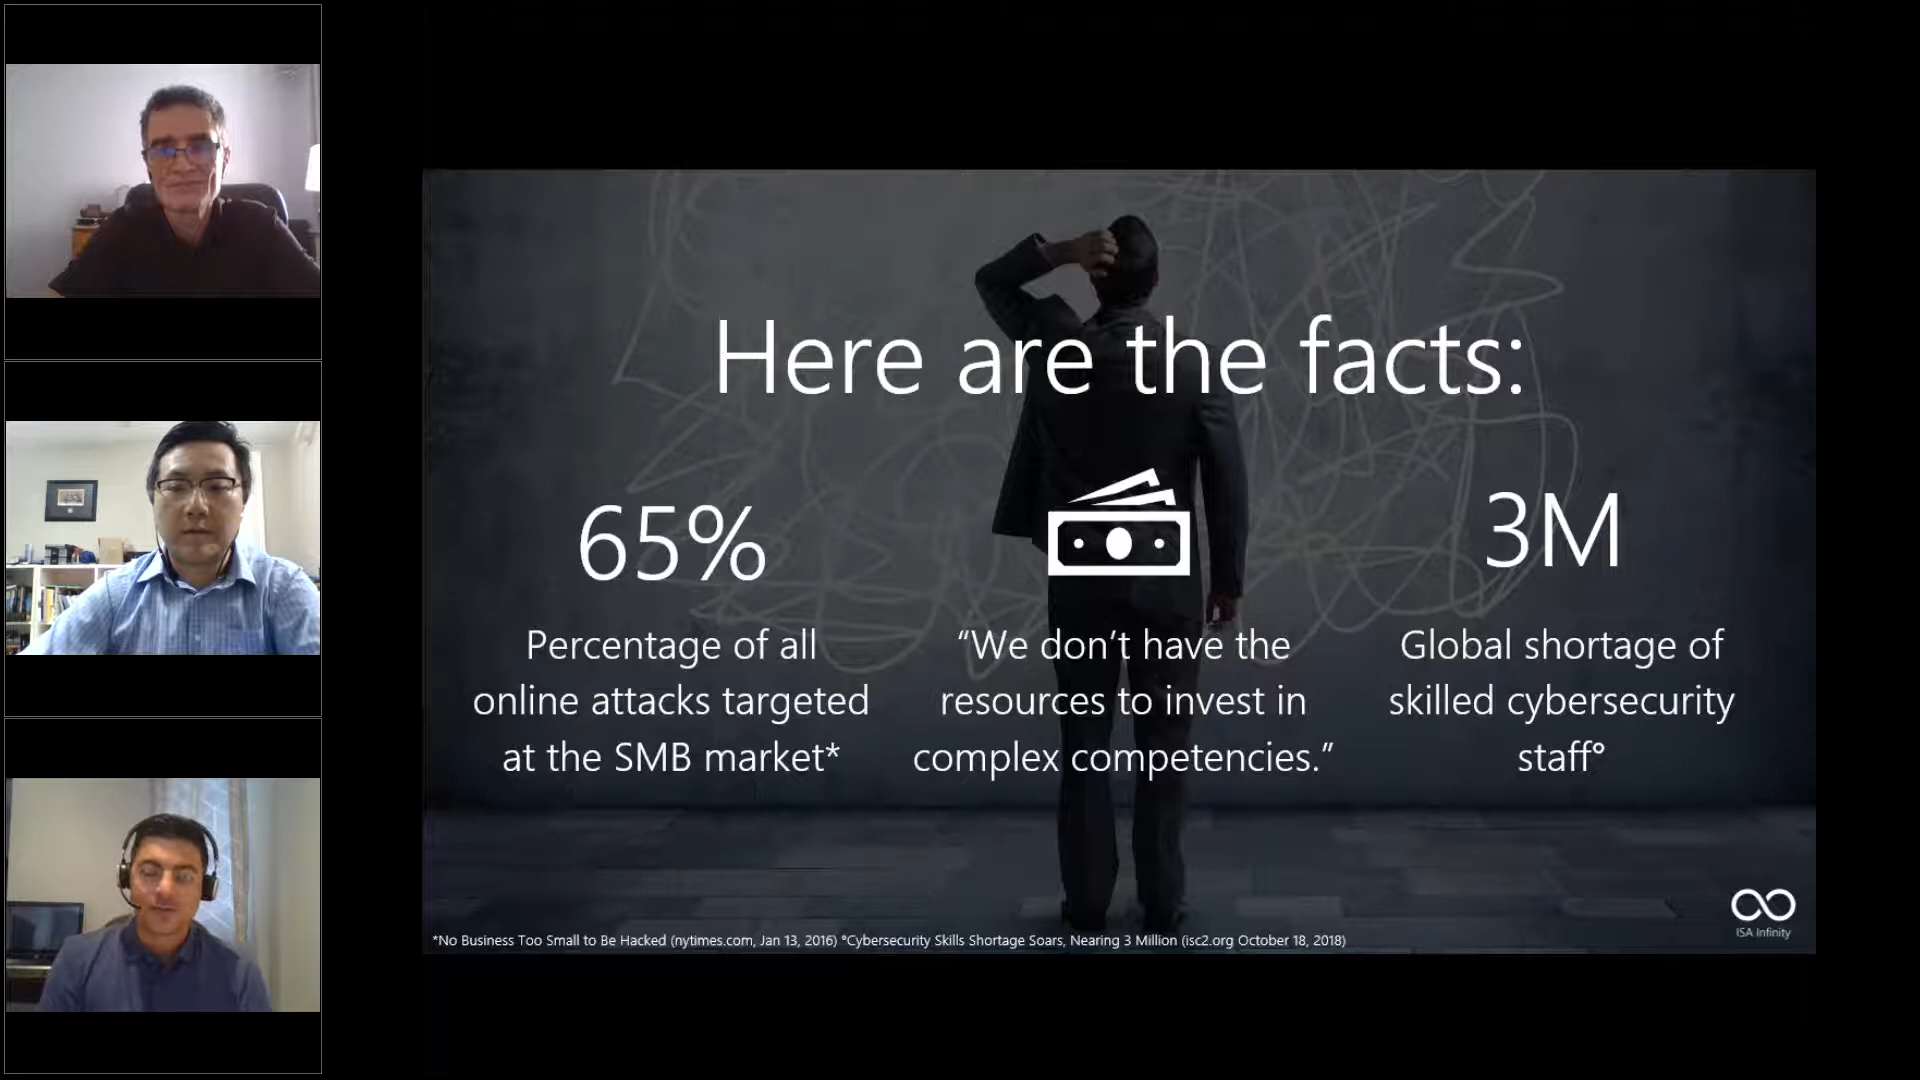 Here are the facts:
65%
Percentage of all
online attacks targeted
at the SMB market*
“We don’t have the
resources to invest in
complex competencies.”
3M
Global shortage of
skilled cybersecurity
staff°
*No Business Too Small to Be Hacked (nytimes.com, Jan 13, 2016) °Cybersecurity Skills Shortage Soars, Nearing 3 Million (isc2.org October 18, 2018)
ISA Infinity